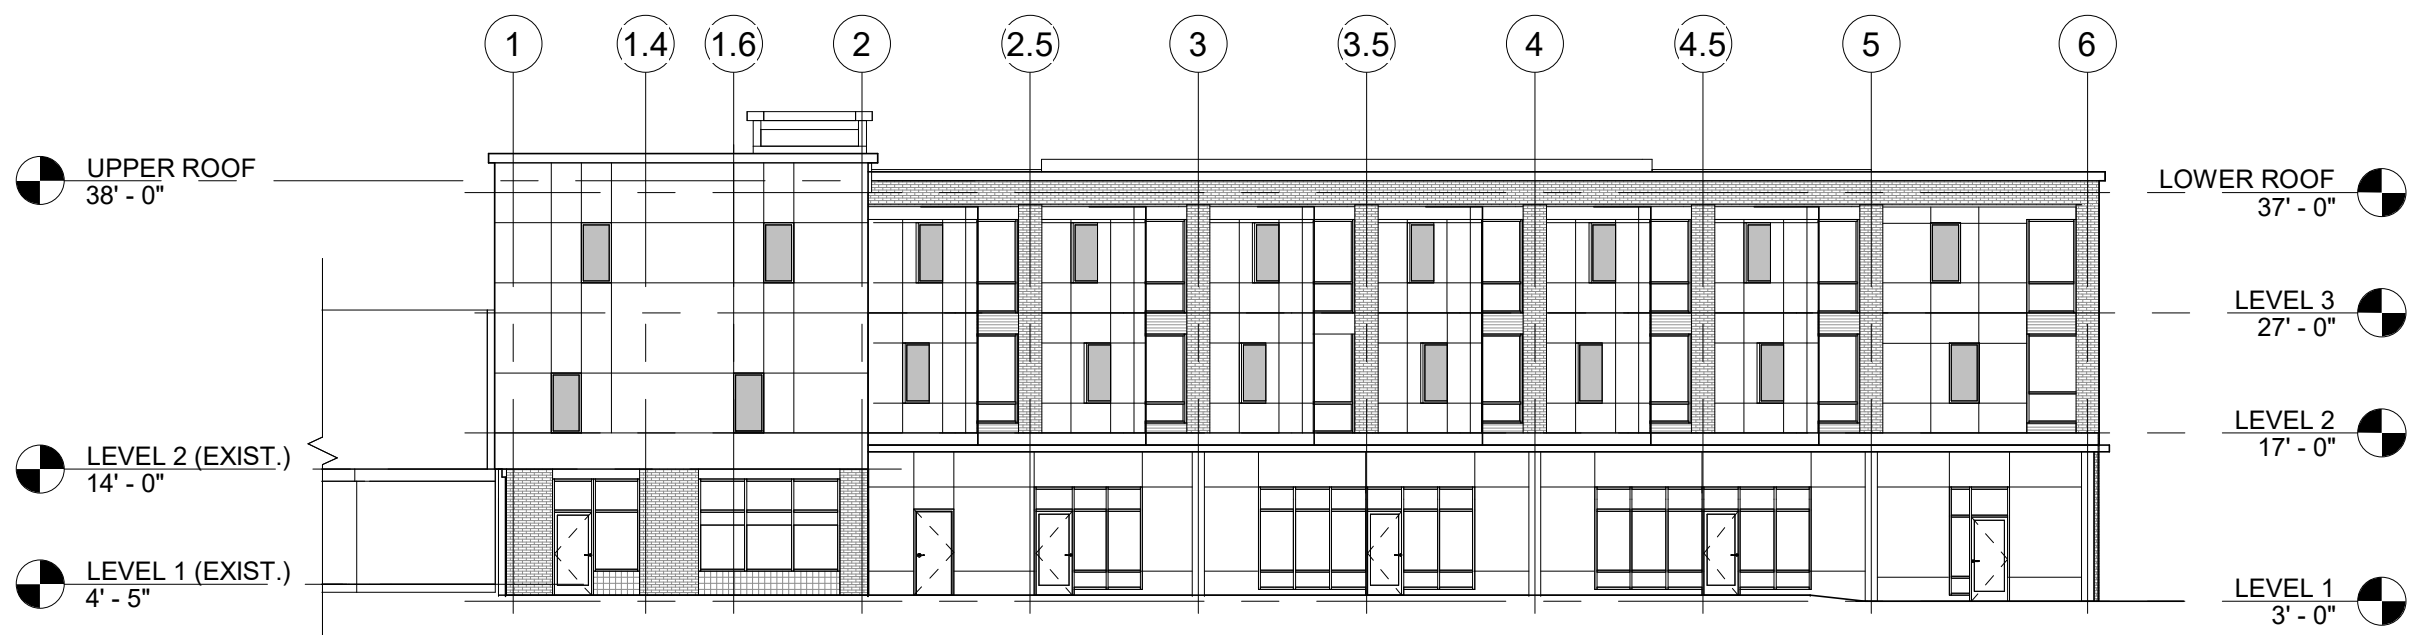 1
1.4
1.6
2
2.5
3
3.5
4
4.5
5
6
UPPER ROOF
38' - 0"
LOWER ROOF
37' - 0"
LEVEL 3
27' - 0"
LEVEL 2
17' - 0"
LEVEL 2 (EXIST.)
14' - 0"
LEVEL 1 (EXIST.)
4' - 5"
LEVEL 1
3' - 0"